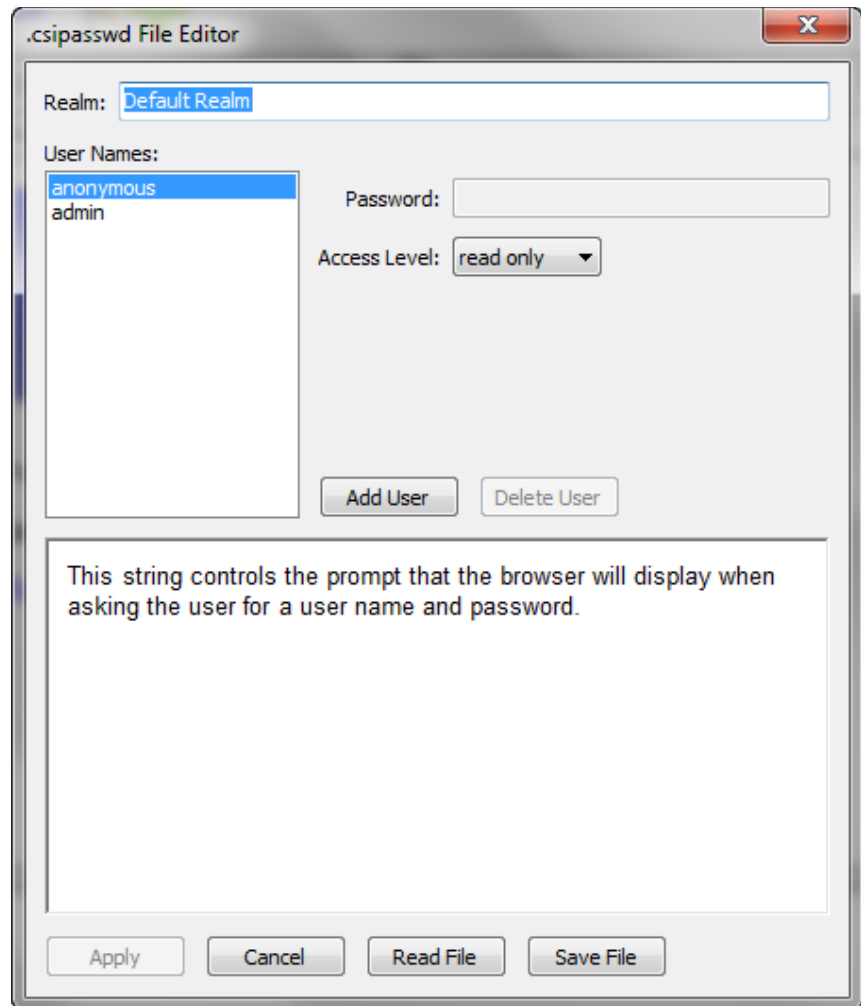 .csipasswd File Editor
X
Realm: Default Realm
User Names:
anonymous
admin
Password:
Access Level: read only
Add User
Delete User
This string controls the prompt that the browser will display when
asking the user for a user name and password.
Apply
Cancel
Read File
Save File